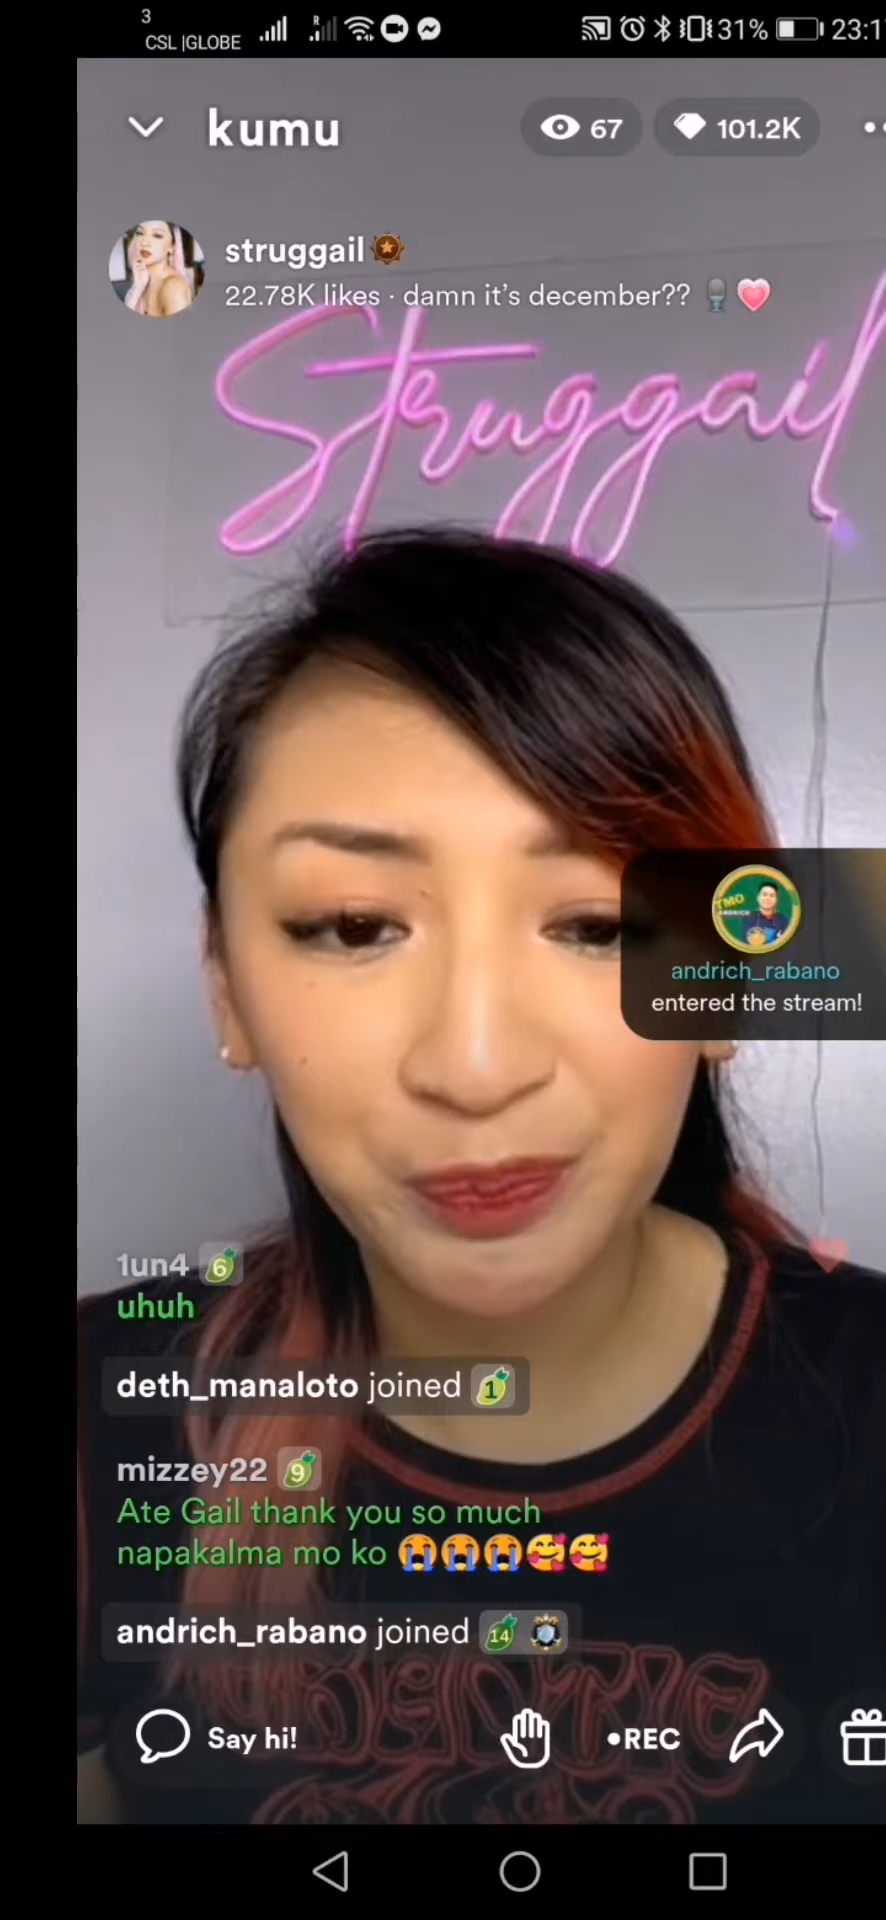 3
CSL |GLOBE
R
31%
23:1
kumu
67
101.2K
struggail
22.78K likes · damn it's december??
Struggail
TMO
ANDRICH
andrich_rabano
entered the stream!
1un4 6
uhuh
deth_manaloto joined 1
mizzey22 9
Ate Gail thank you so much
napakalma mo ko 😭😭😭🥰🥰
andrich_rabano joined 14
Say hi!
•REC